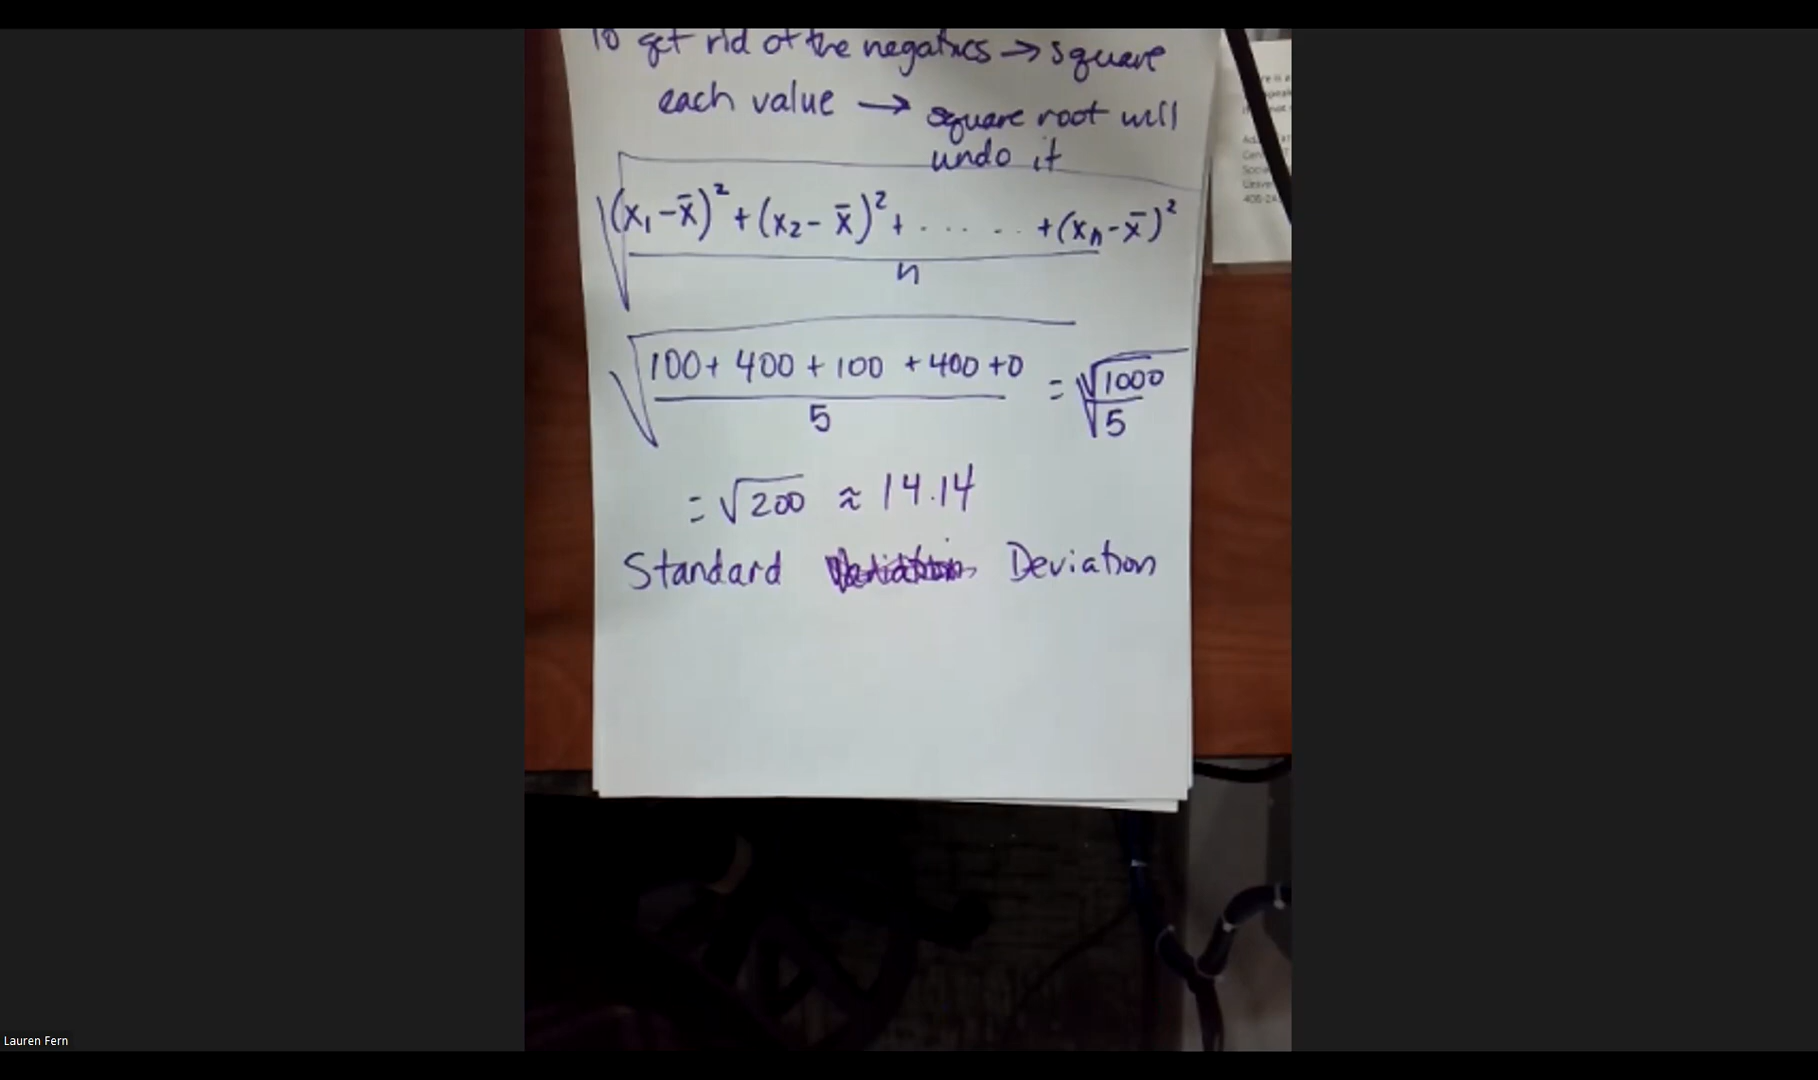 To get rid of the negatives → square
each value → square root will
undo it
√((x₁-x̄)²+(x₂-x̄)²+ . . . . . . +(xₙ-x̄)²
n
√(100+ 400 + 100 + 400 +0 = √1000
5 √5
= √200 ≈ 14.14
Standard Deviation
Lauren Fern